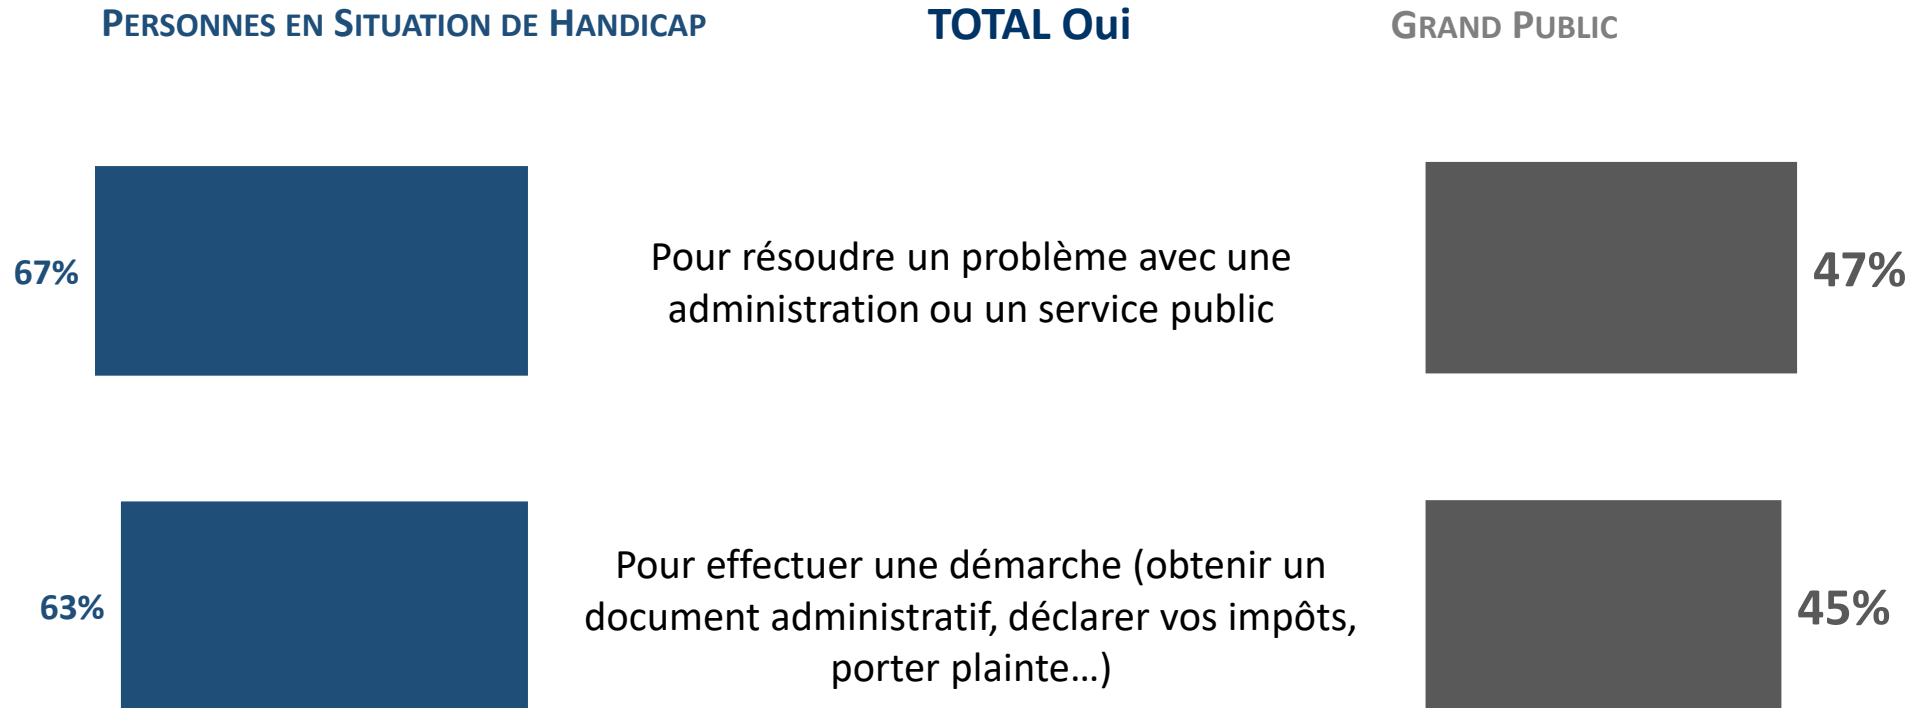 PERSONNES EN SITUATION DE HANDICAP
TOTAL Oui
GRAND PUBLIC
67%
Pour résoudre un problème avec une
administration ou un service public
47%
63%
Pour effectuer une démarche (obtenir un
document administratif, déclarer vos impôts,
porter plainte…)
45%